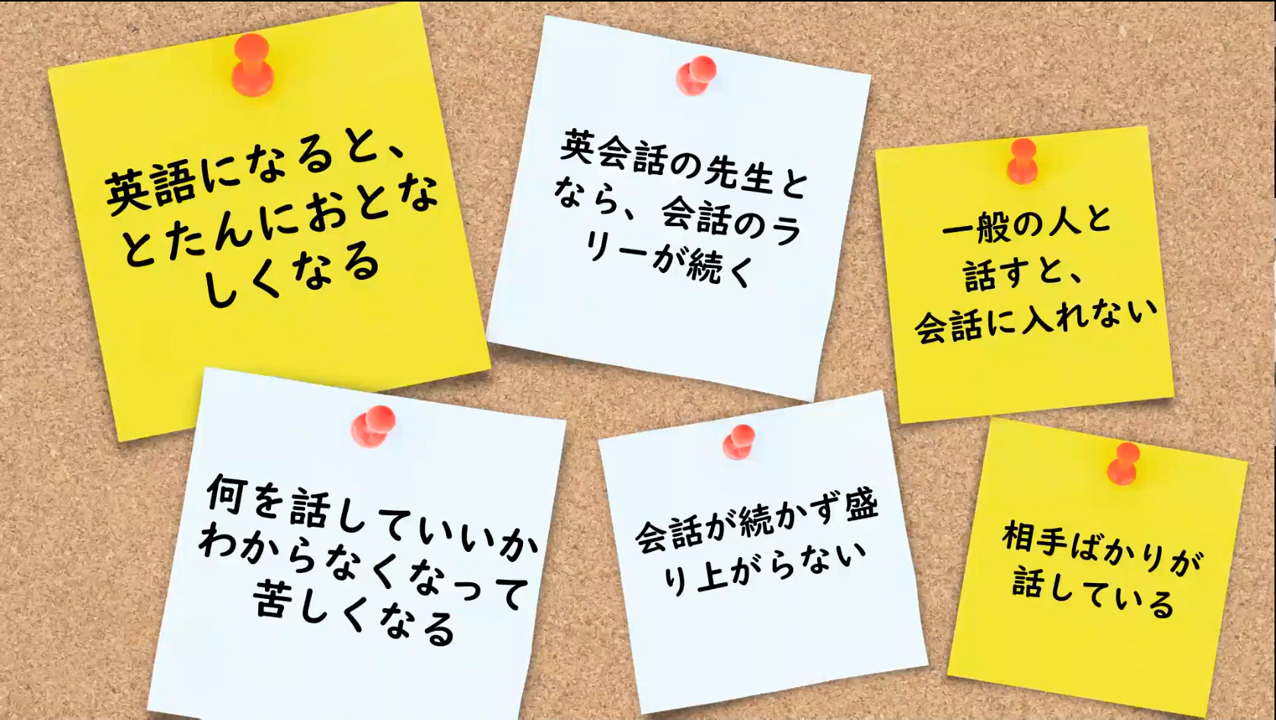 英語になると、
とたんにおとな
しくなる
英会話の先生と
なら、会話のラ
リーが続く
一般の人と
話すと、
会話に入れない
何を話していいか
わからなくなって
苦しくなる
会話が続かず盛
り上がらない
相手ばかりが
話している